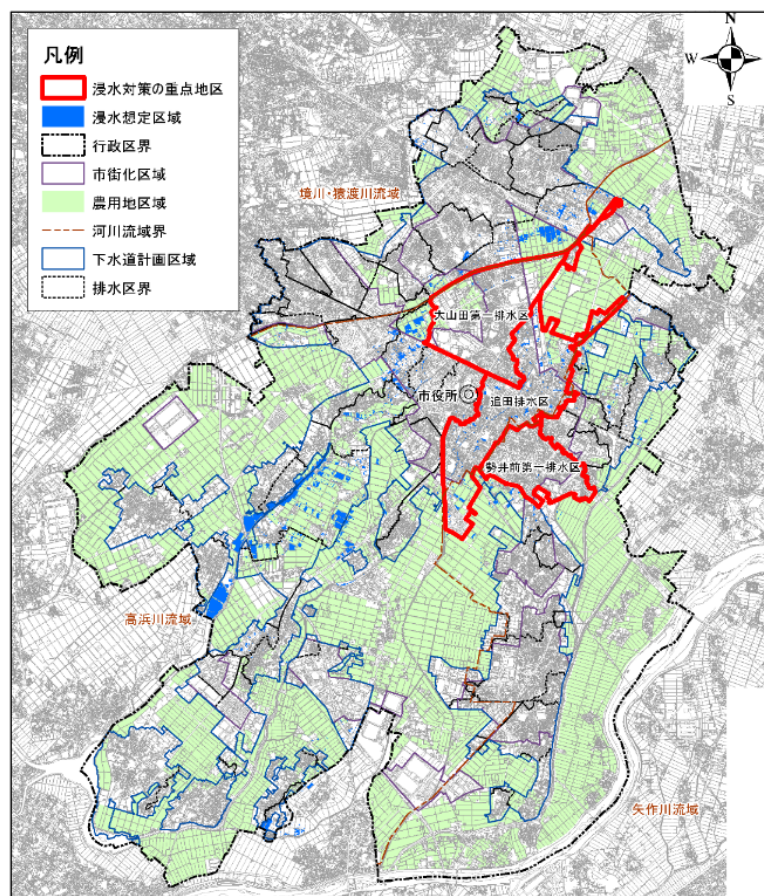 凡例
浸水対策の重点地区
浸水想定区域
行政区界
市街化区域
農用地区域
河川流域界
下水道計画区域
排水区界
N
W
E
S
境川・猿渡川流域
大山田第一排水区
市役所
追田排水区
勢井前第一排水区
高浜川流域
矢作川流域